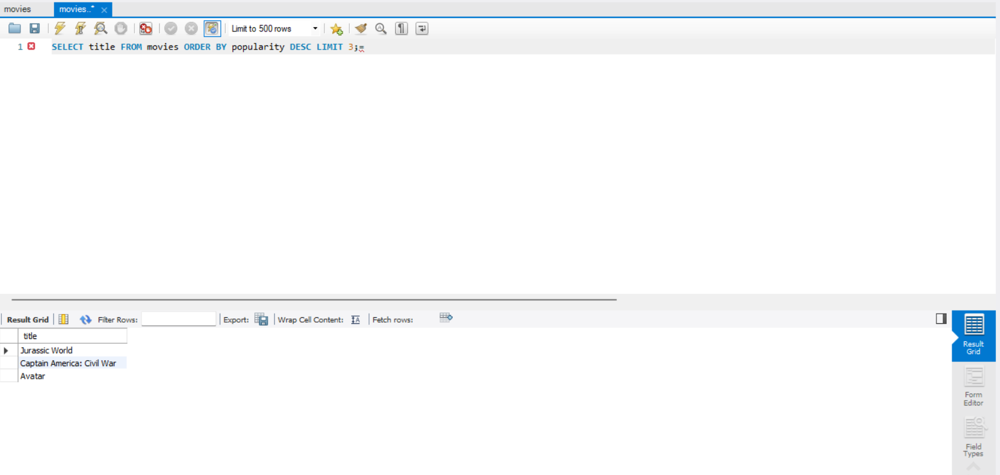 movies movies..*
Limit to 500 rows
1 SELECT title FROM movies ORDER BY popularity DESC LIMIT 3;=
Result Grid Filter Rows: Export: Wrap Cell Content: Fetch rows:
title
Jurassic World
Captain America: Civil War
Avatar
Result
Grid
Form
Editor
Field
Types